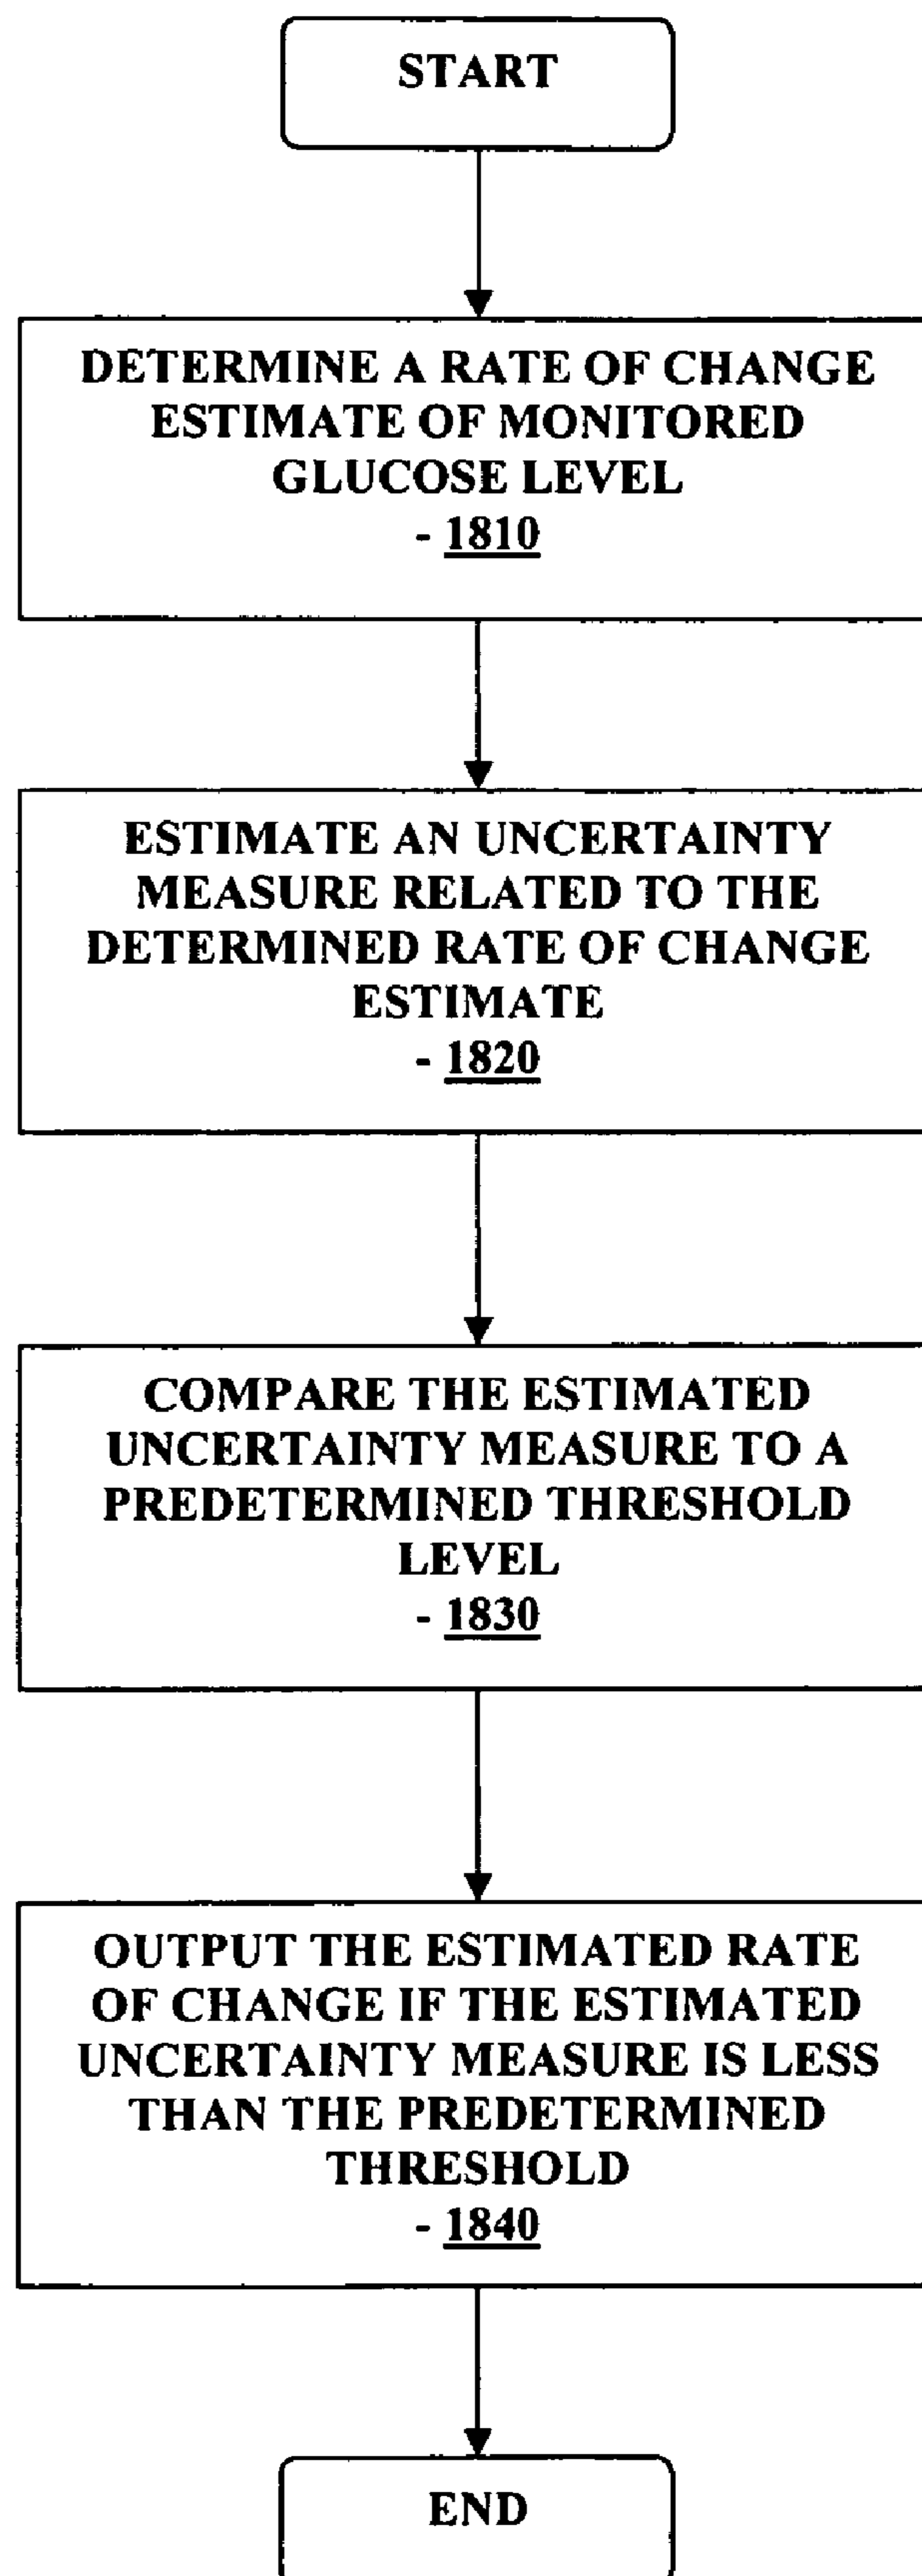 START
DETERMINE A RATE OF CHANGE
ESTIMATE OF MONITORED
GLUCOSE LEVEL
- 1810
ESTIMATE AN UNCERTAINTY
MEASURE RELATED TO THE
DETERMINED RATE OF CHANGE
ESTIMATE
- 1820
COMPARE THE ESTIMATED
UNCERTAINTY MEASURE TO A
PREDETERMINED THRESHOLD
LEVEL
- 1830
OUTPUT THE ESTIMATED RATE
OF CHANGE IF THE ESTIMATED
UNCERTAINTY MEASURE IS LESS
THAN THE PREDETERMINED
THRESHOLD
- 1840
END